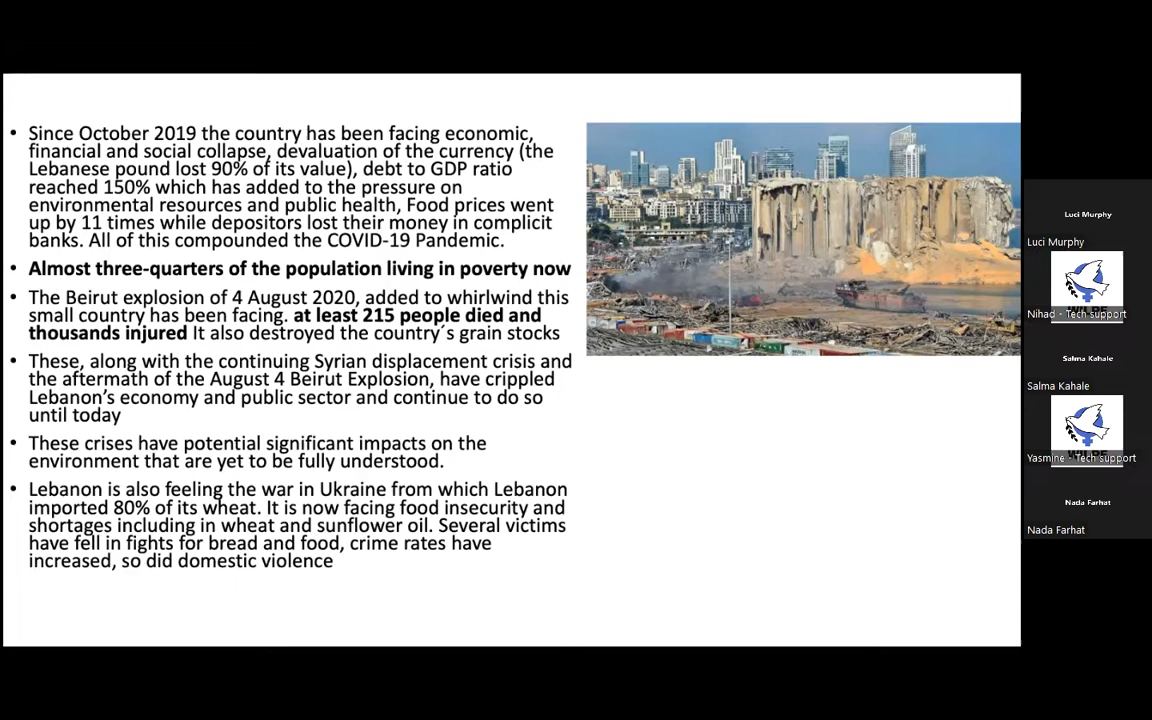 • Since October 2019 the country has been facing economic,
financial and social collapse, devaluation of the currency (the
Lebanese pound lost 90% of its value), debt to GDP ratio
reached 150% which has added to the pressure on
environmental resources and public health, Food prices went
up by 11 times while depositors lost their money in complicit
banks. All of this compounded the COVID-19 Pandemic.
• Almost three-quarters of the population living in poverty now
• The Beirut explosion of 4 August 2020, added to whirlwind this
small country has been facing. at least 215 people died and
thousands injured It also destroyed the country´s grain stocks
• These, along with the continuing Syrian displacement crisis and
the aftermath of the August 4 Beirut Explosion, have crippled
Lebanon’s economy and public sector and continue to do so
until today
• These crises have potential significant impacts on the
environment that are yet to be fully understood.
• Lebanon is also feeling the war in Ukraine from which Lebanon
imported 80% of its wheat. It is now facing food insecurity and
shortages including in wheat and sunflower oil. Several victims
have fell in fights for bread and food, crime rates have
increased, so did domestic violence
Luci Murphy
Luci Murphy
Nihad - Tech support
Salma Kahale
Salma Kahale
Yasmine - Tech support
Nada Farhat
Nada Farhat